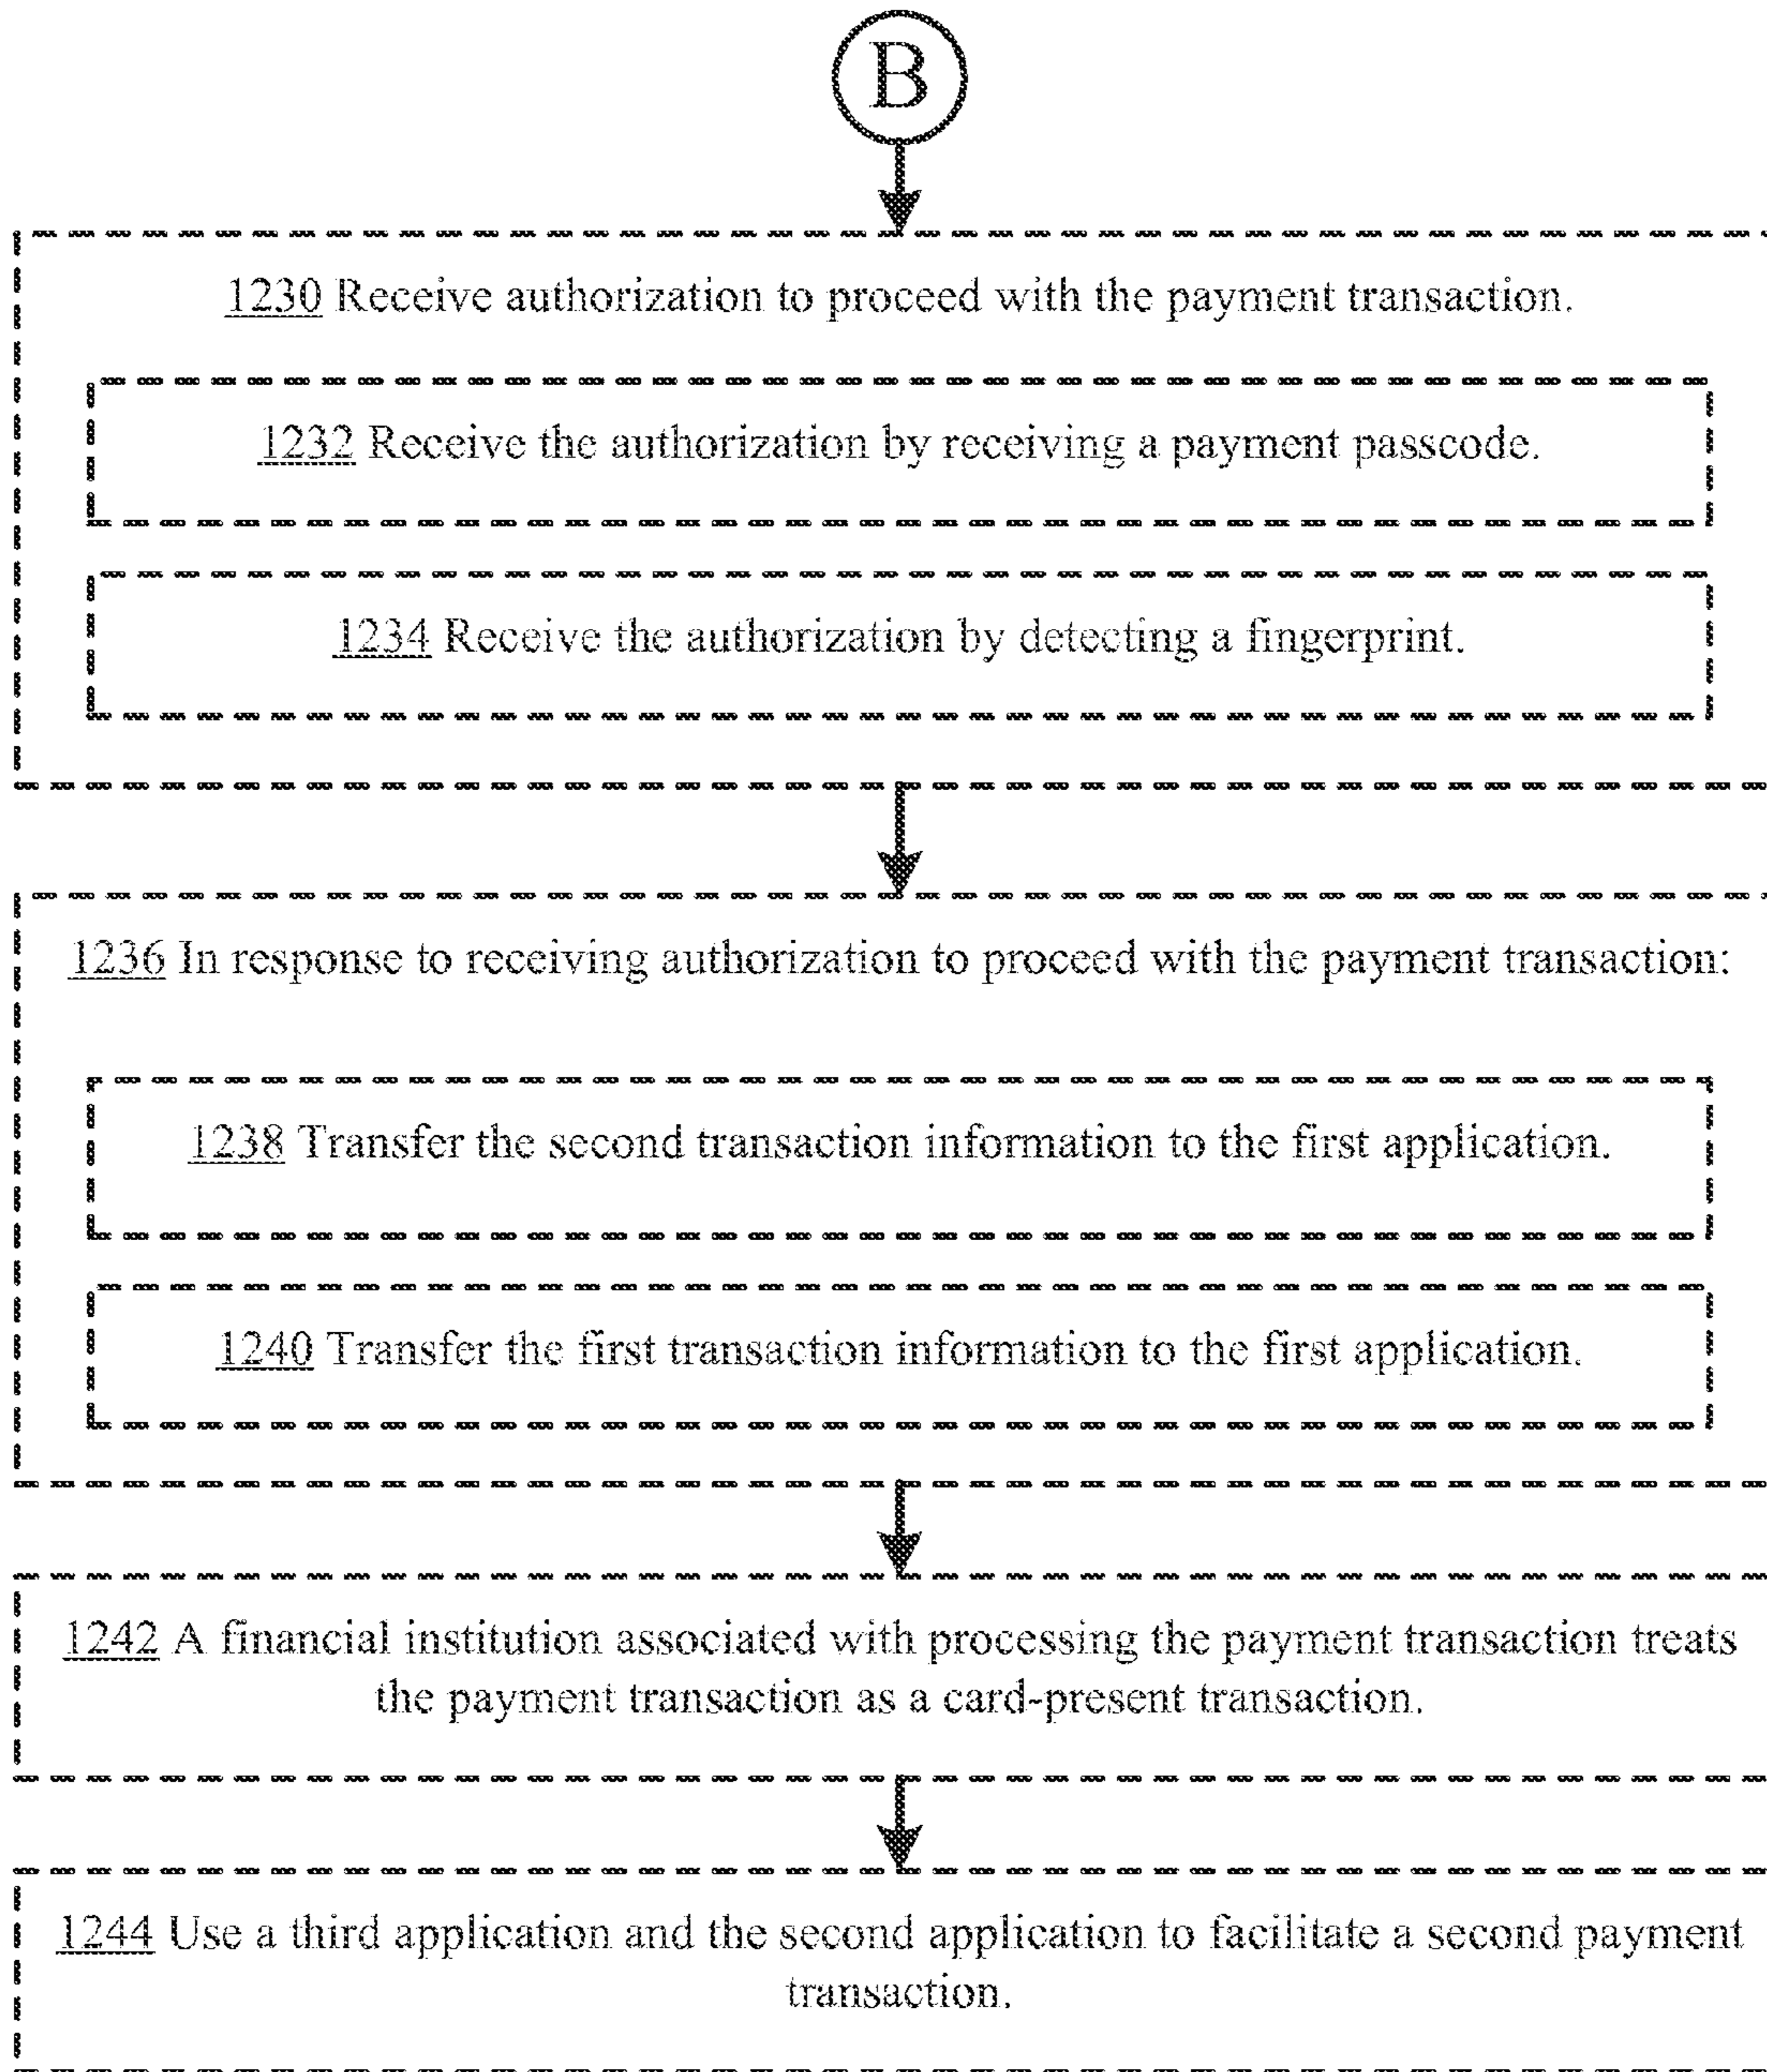 B
1230 Receive authorization to proceed with the payment transaction.
1232 Receive the authorization by receiving a payment passcode.
1234 Receive the authorization by detecting a fingerprint.
1236 In response to receiving authorization to proceed with the payment transaction:
1238 Transfer the second transaction information to the first application.
1240 Transfer the first transaction information to the first application.
1242 A financial institution associated with processing the payment transaction treats
the payment transaction as a card-present transaction.
1244 Use a third application and the second application to facilitate a second payment
transaction.